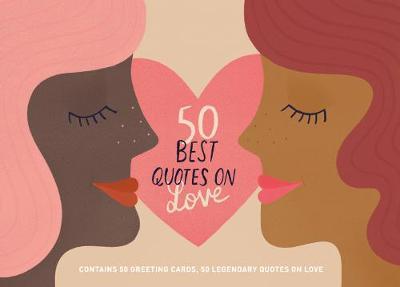 50
BEST
QUOTES ON
Love
CONTAINS 50 GREETING CARDS, 50 LEGENDARY QUOTES ON LOVE